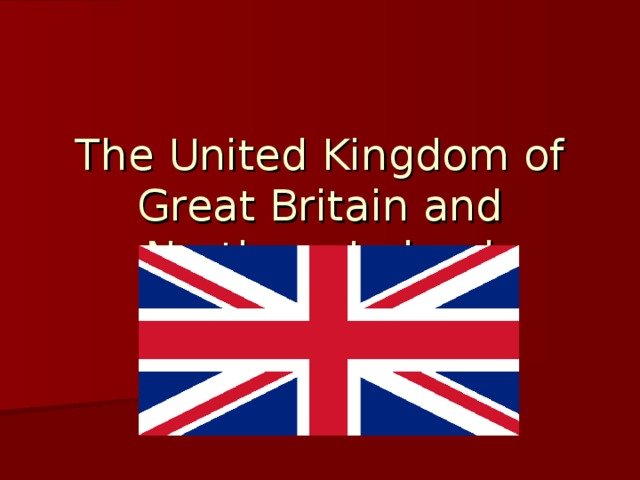 The United Kingdom of
Great Britain and